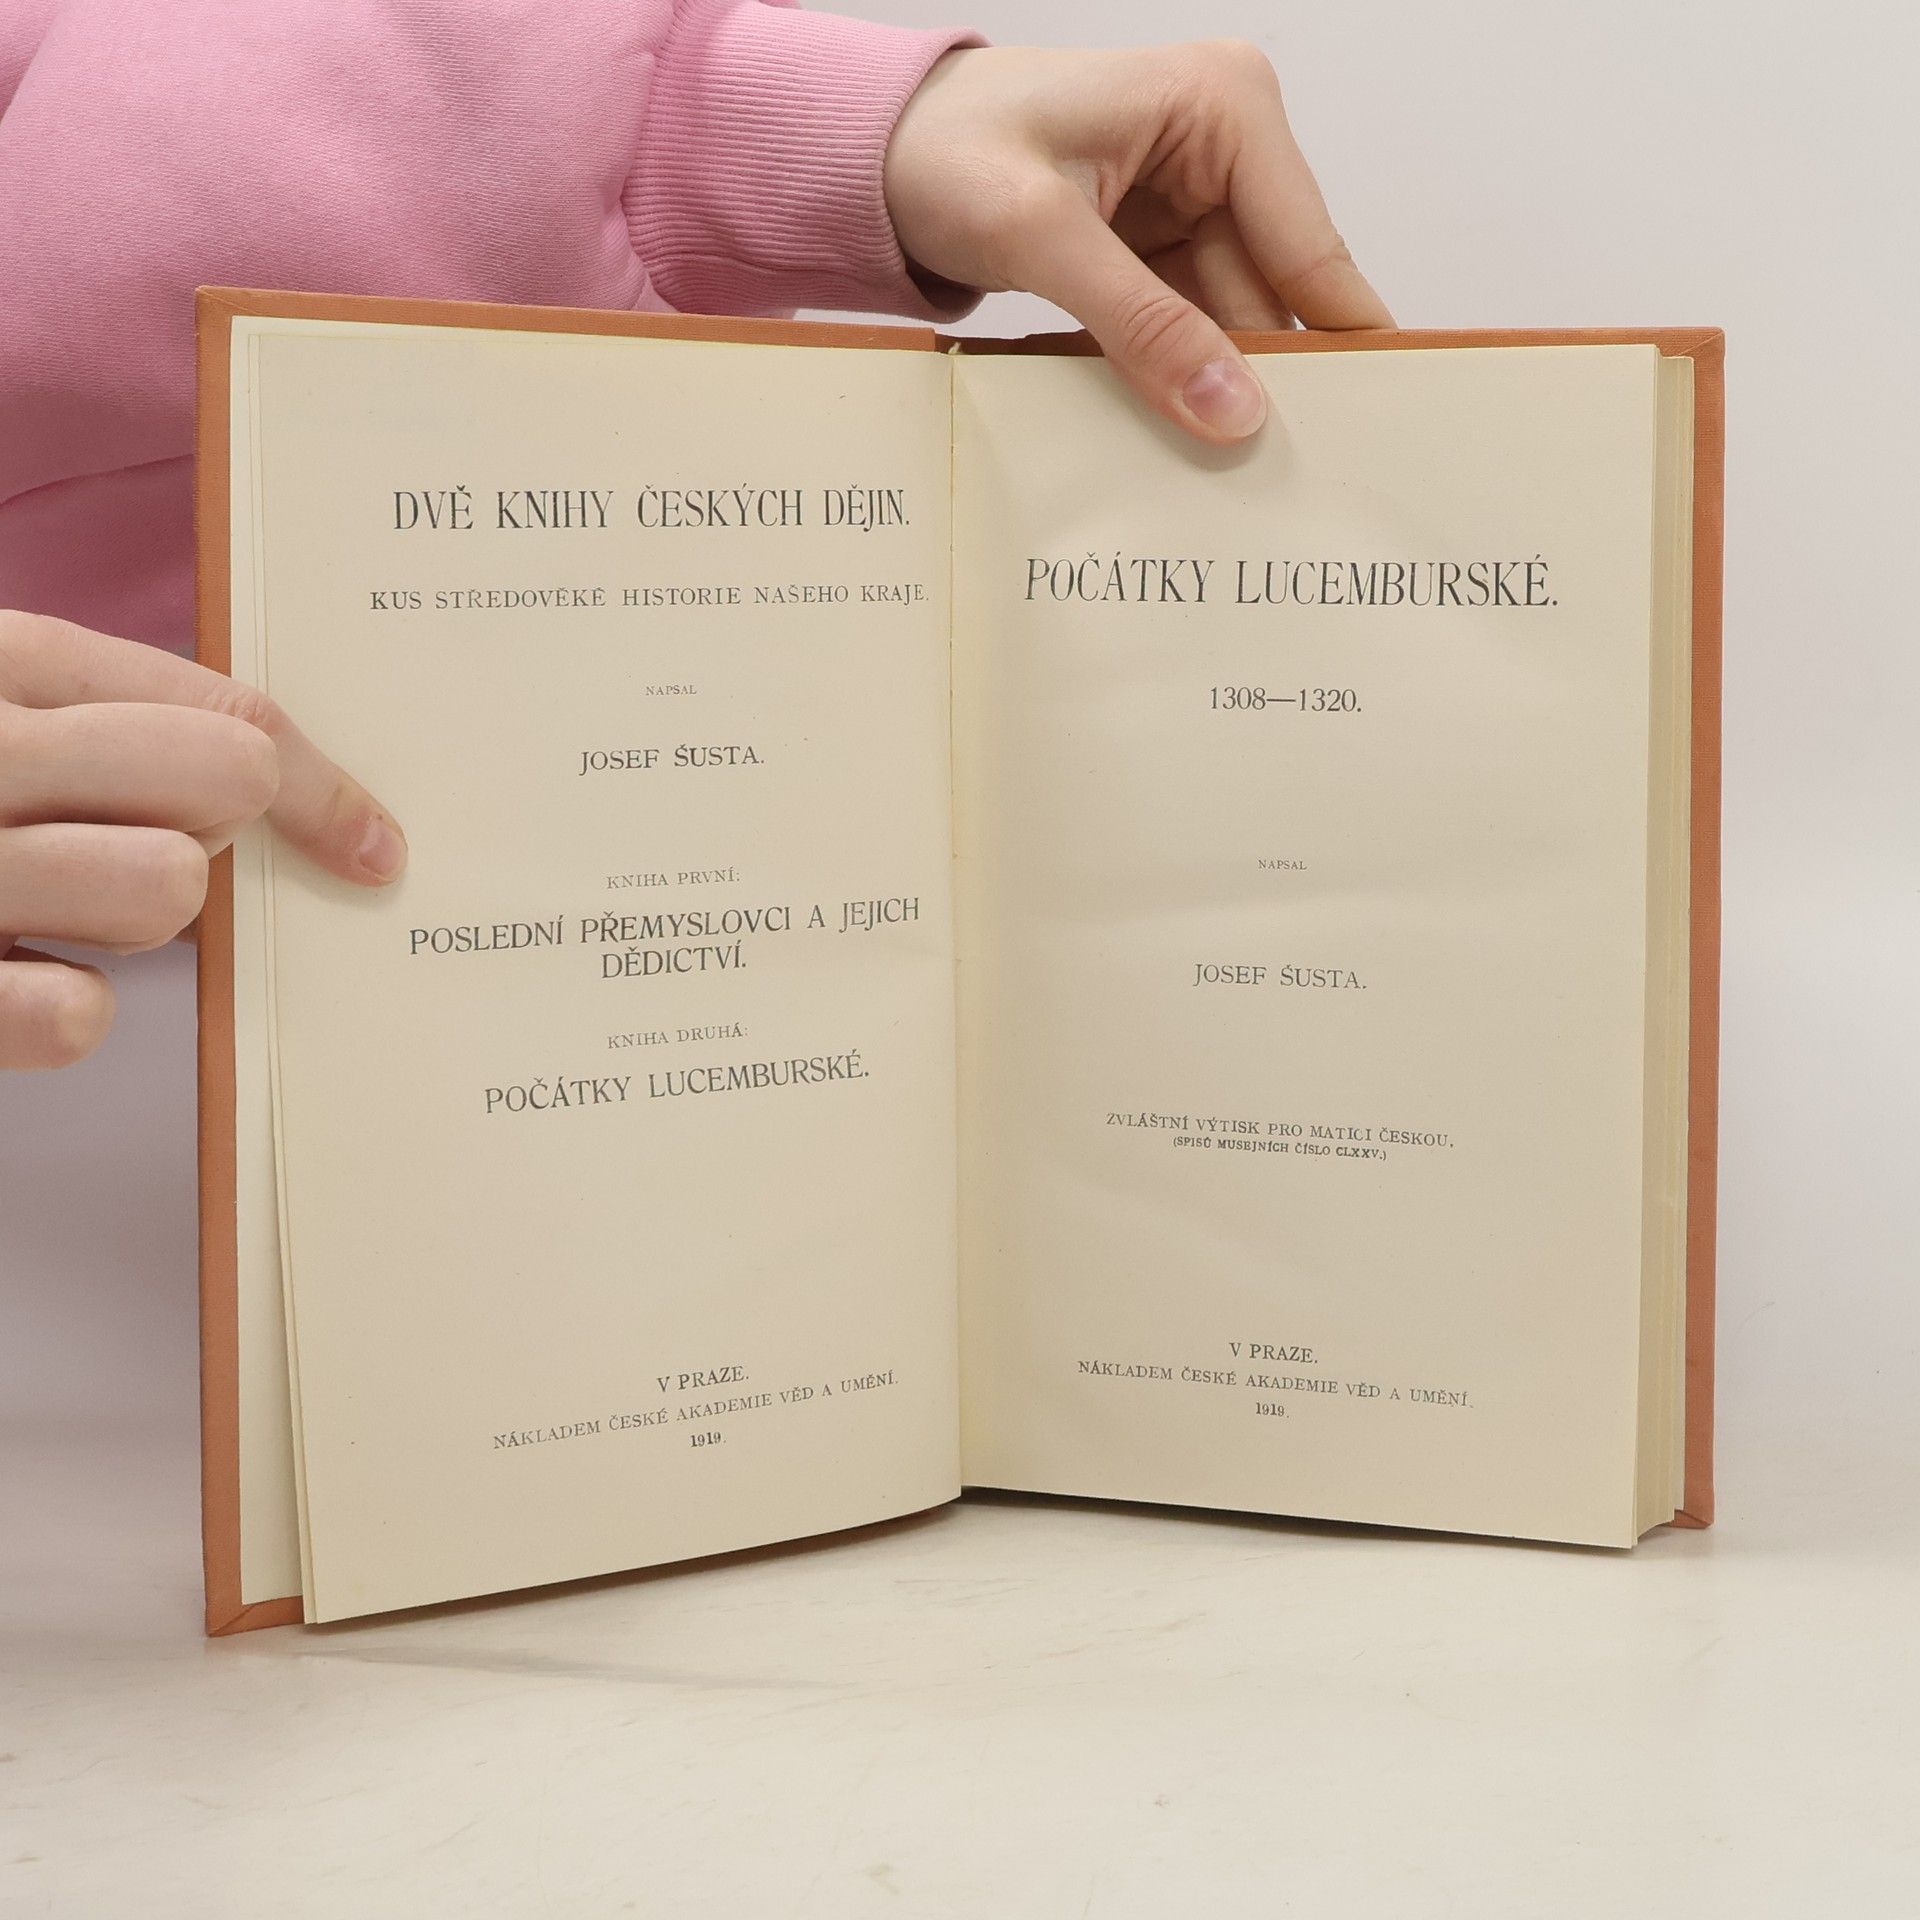 DVĚ KNIHY ČESKÝCH DĚJIN.
KUS STŘEDOVĚKÉ HISTORIE NAŠEHO KRAJE.
NAPSAL
JOSEF ŠUSTA.
KNIHA PRVNÍ:
POSLEDNÍ PŘEMYSLOVCI A JEJICH
DĚDICTVÍ.
KNIHA DRUHÁ:
POČÁTKY LUCEMBURSKÉ.
V PRAZE.
NÁKLADEM ČESKÉ AKADEMIE VĚD A UMĚNÍ.
1919.
POČÁTKY LUCEMBURSKÉ.
1308—1320.
NAPSAL
JOSEF ŠUSTA.
ZVLÁŠTNÍ VÝTISK PRO MATICI ČESKOU.
(SPISŮ MUSEJNÍCH ČÍSLO CLXXV.)
V PRAZE.
NÁKLADEM ČESKÉ AKADEMIE VĚD A UMĚNÍ.
1919.